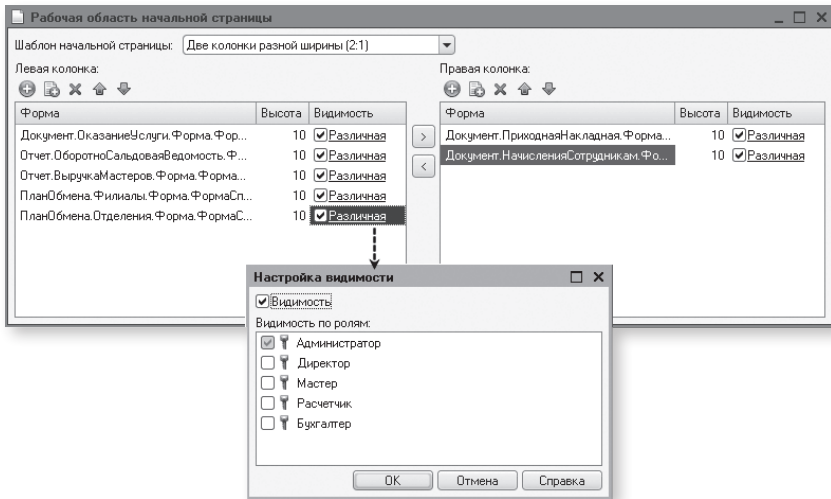 Рабочая область начальной страницы
Шаблон начальной страницы: Две колонки разной ширины (2:1)
Левая колонка:
Форма Высота Видимость
Документ.ОказаниеУслуги.Форма.Фор... 10 Различная
Отчет.ОборотноСальдоваяВедомость.Ф... 10 Различная
Отчет.ВыручкаМастеров.Форма.Форма... 10 Различная
ПланОбмена.Филиалы.Форма.ФормаСп... 10 Различная
ПланОбмена.Отделения.Форма.ФормаС... 10 Различная
Правая колонка:
Форма Высота Видимость
Документ.ПриходнаяНакладная.Форма... 10 Различная
Документ.НачисленияСотрудникам.Фо... 10 Различная
Настройка видимости
Видимость
Видимость по ролям:
Администратор
Директор
Мастер
Расчетчик
Бухгалтер
ОК Отмена Справка